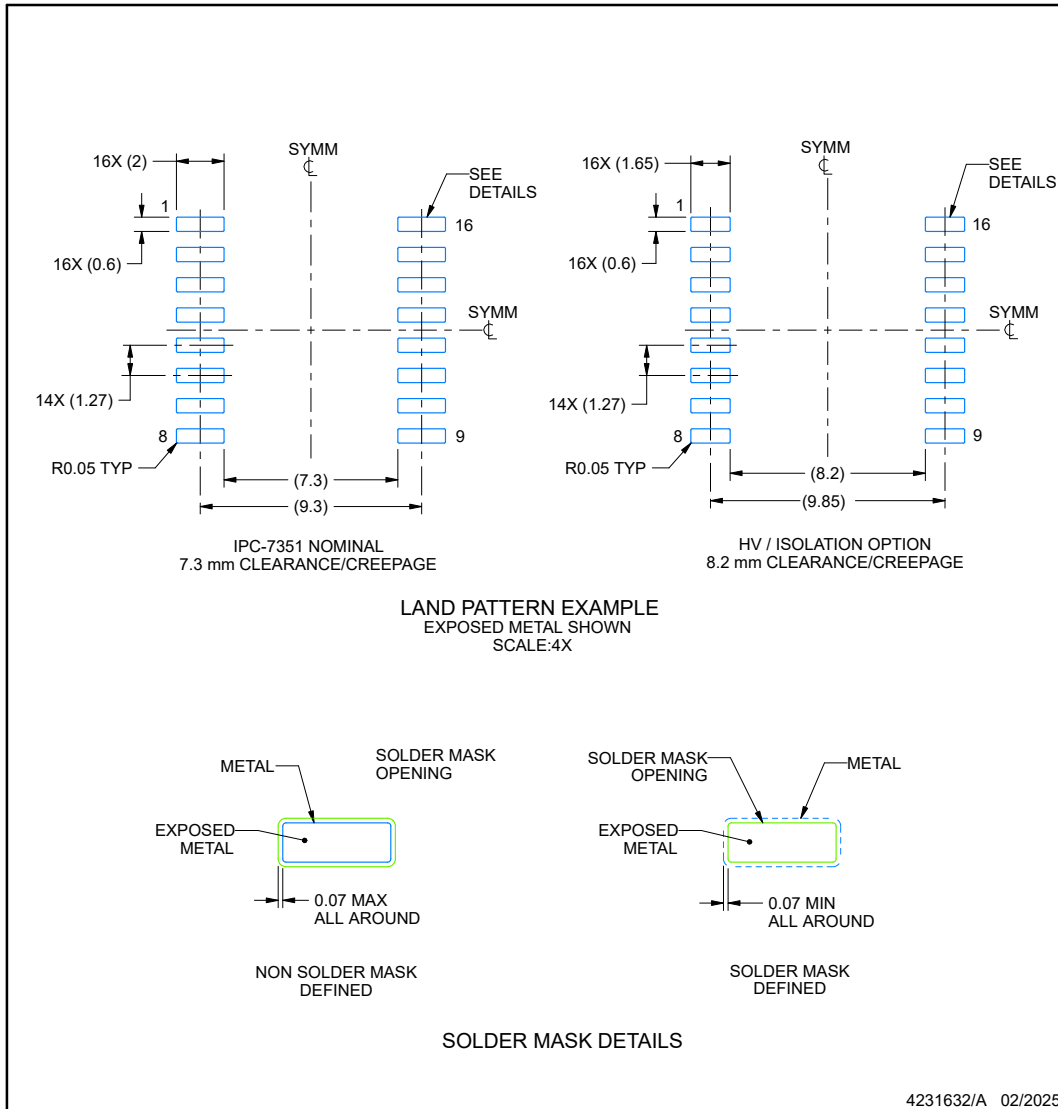 16X (2)
SYMM
℄
SEE
DETAILS
1
16
16X (0.6)
SYMM
℄
14X (1.27)
8
9
R0.05 TYP
(7.3)
(9.3)
IPC-7351 NOMINAL
7.3 mm CLEARANCE/CREEPAGE
16X (1.65)
SYMM
℄
SEE
DETAILS
1
16
16X (0.6)
SYMM
℄
14X (1.27)
8
9
R0.05 TYP
(8.2)
(9.85)
HV / ISOLATION OPTION
8.2 mm CLEARANCE/CREEPAGE
LAND PATTERN EXAMPLE
EXPOSED METAL SHOWN
SCALE:4X
METAL
SOLDER MASK
OPENING
EXPOSED
METAL
0.07 MAX
ALL AROUND
NON SOLDER MASK
DEFINED
SOLDER MASK
OPENING
METAL
EXPOSED
METAL
0.07 MIN
ALL AROUND
SOLDER MASK
DEFINED
SOLDER MASK DETAILS
4231632/A 02/2025